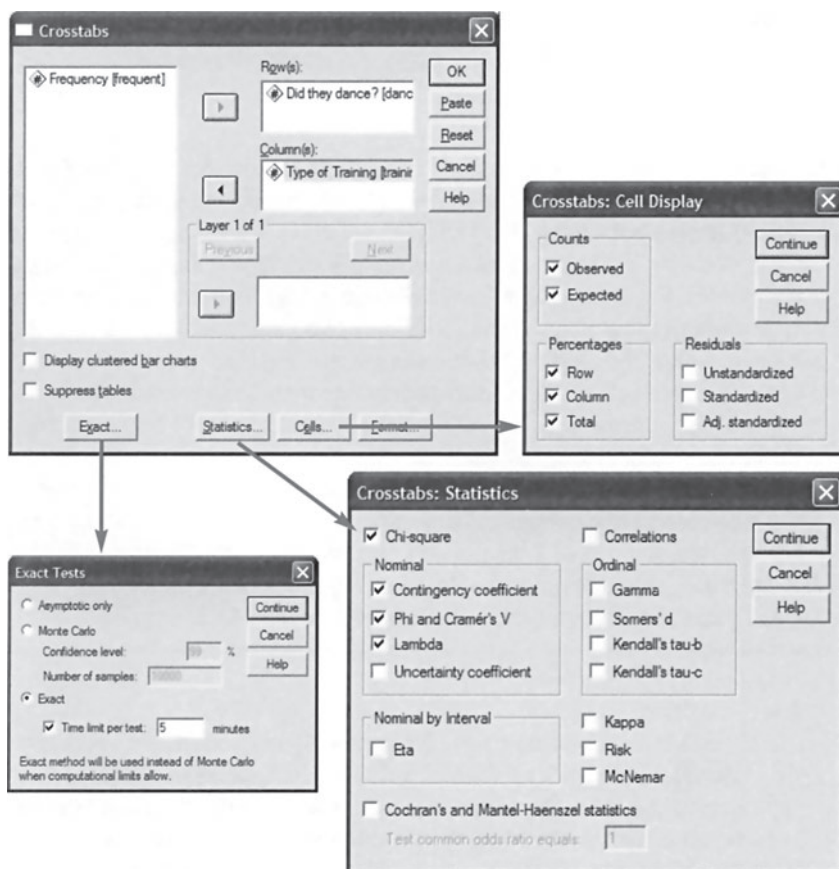 Crosstabs
Frequency [frequent]
Row(s):
Did they dance? [danc
Column(s):
Type of Training [trainin
OK
Paste
Reset
Cancel
Help
Layer 1 of 1
Previous
Next
Display clustered bar charts
Suppress tables
Exact...
Statistics...
Cells...
Format...
Crosstabs: Cell Display
Counts
Observed
Expected
Continue
Cancel
Help
Percentages
Row
Column
Total
Residuals
Unstandardized
Standardized
Adj. standardized
Exact Tests
Asymptotic only
Monte Carlo
Confidence level: 99 %
Number of samples: 10000
Exact
Time limit per test: 5 minutes
Exact method will be used instead of Monte Carlo
when computational limits allow.
Continue
Cancel
Help
Crosstabs: Statistics
Chi-square
Correlations
Continue
Cancel
Help
Nominal
Contingency coefficient
Phi and Cramér's V
Lambda
Uncertainty coefficient
Ordinal
Gamma
Somers' d
Kendall's tau-b
Kendall's tau-c
Nominal by Interval
Eta
Kappa
Risk
McNemar
Cochran's and Mantel-Haenszel statistics
Test common odds ratio equals: 1